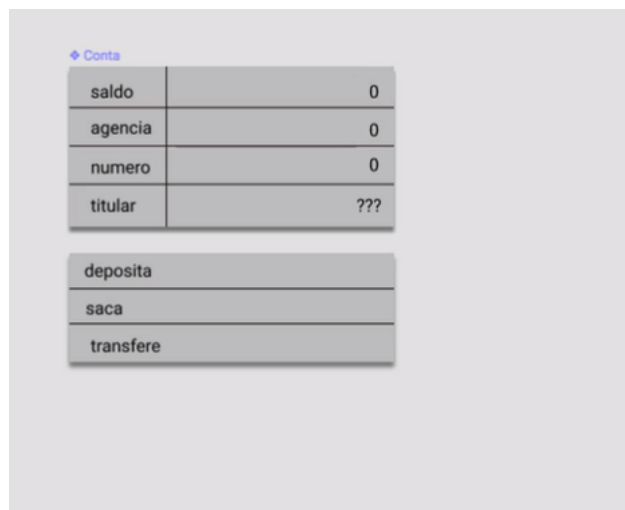 ❖ Conta
saldo 0
agencia 0
numero 0
titular ???
deposita
saca
transfere